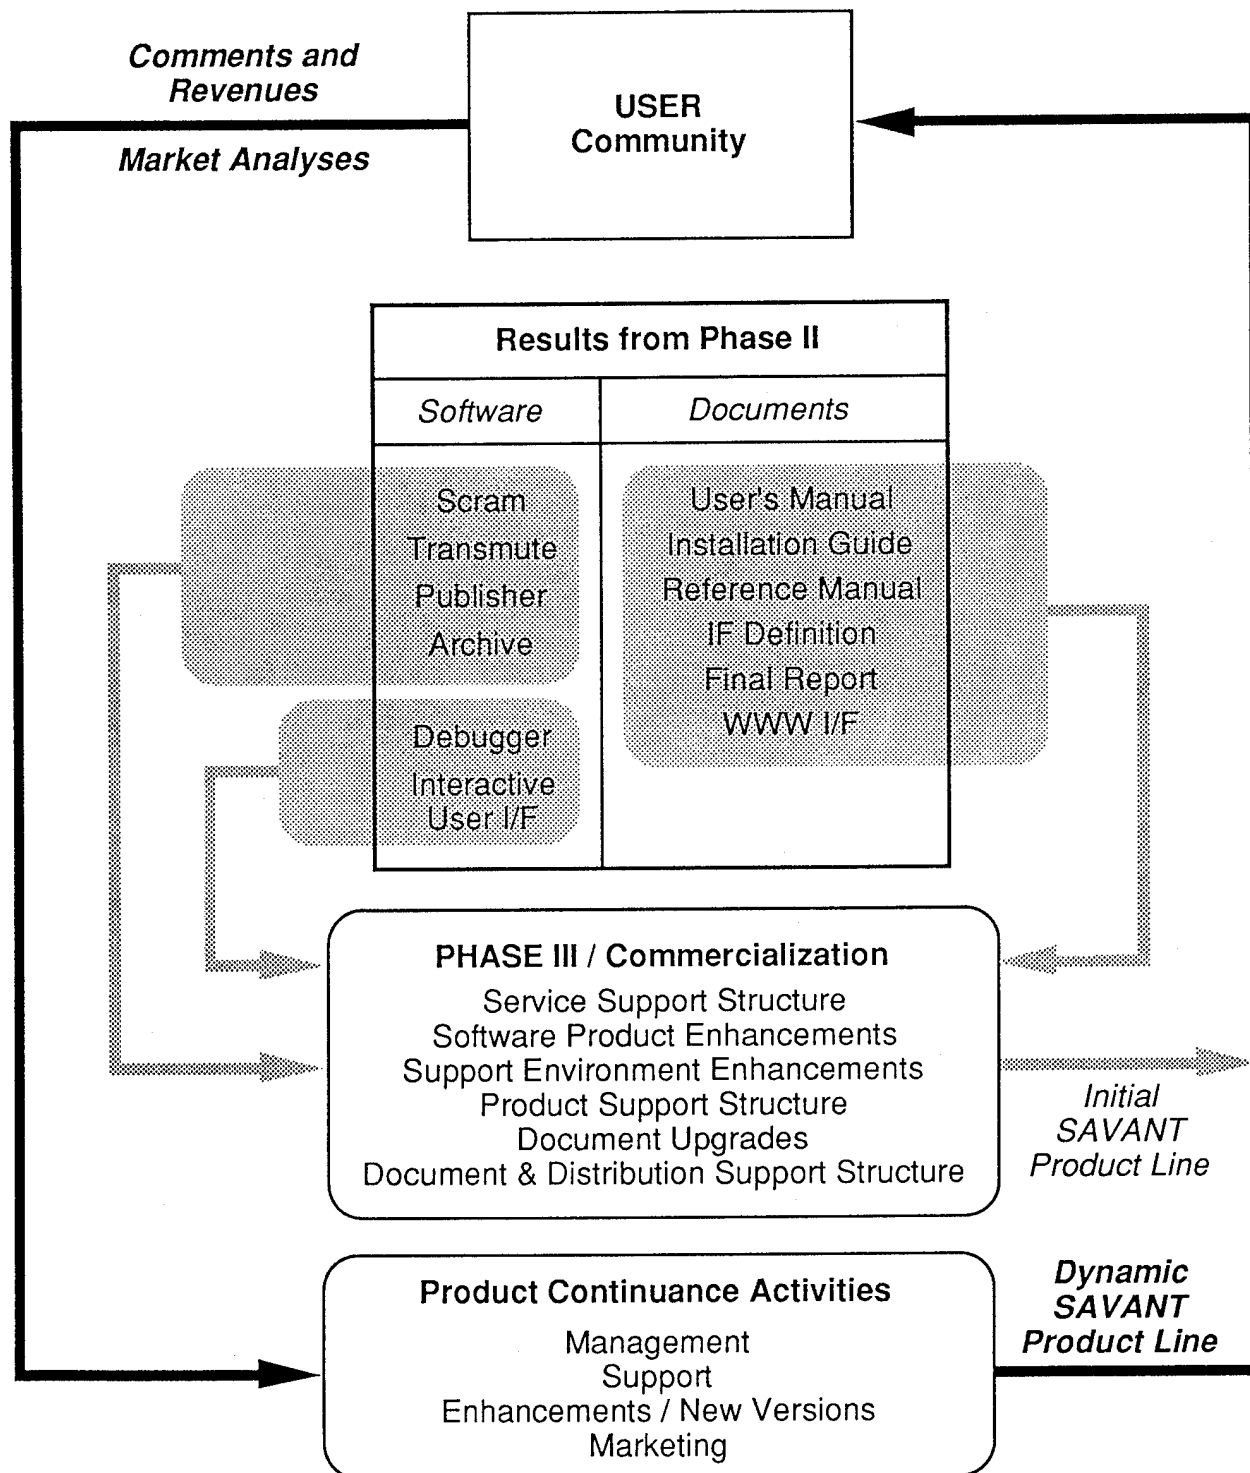 Comments and
Revenues
Market Analyses
USER
Community
Results from Phase II
Software
Documents
Scram
Transmute
Publisher
Archive
Debugger
Interactive
User I/F
User's Manual
Installation Guide
Reference Manual
IF Definition
Final Report
WWW I/F
PHASE III / Commercialization
Service Support Structure
Software Product Enhancements
Support Environment Enhancements
Product Support Structure
Document Upgrades
Document & Distribution Support Structure
Initial
SAVANT
Product Line
Product Continuance Activities
Management
Support
Enhancements / New Versions
Marketing
Dynamic
SAVANT
Product Line